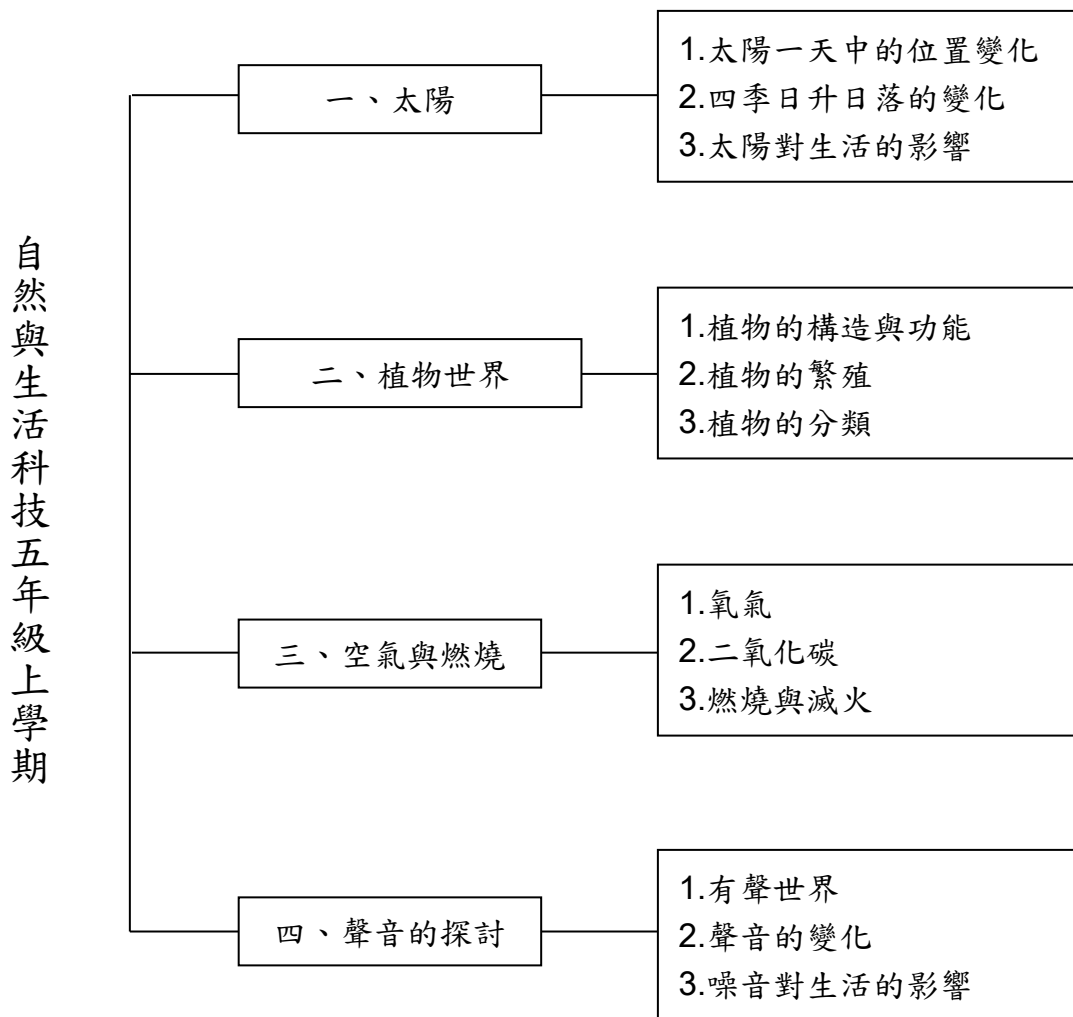 自然與生活科技五年級上學期
一、太陽
1.太陽一天中的位置變化
2.四季日升日落的變化
3.太陽對生活的影響
二、植物世界
1.植物的構造與功能
2.植物的繁殖
3.植物的分類
三、空氣與燃燒
1.氧氣
2.二氧化碳
3.燃燒與滅火
四、聲音的探討
1.有聲世界
2.聲音的變化
3.噪音對生活的影響